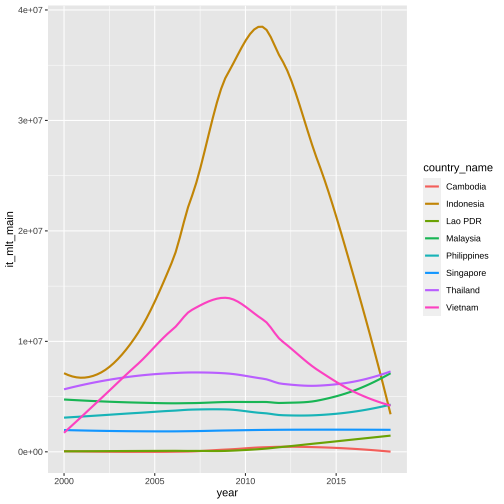 4e+07
3e+07
2e+07
1e+07
0e+00
it_mlt_main
2000
2005
2010
2015
year
country_name
Cambodia
Indonesia
Lao PDR
Malaysia
Philippines
Singapore
Thailand
Vietnam